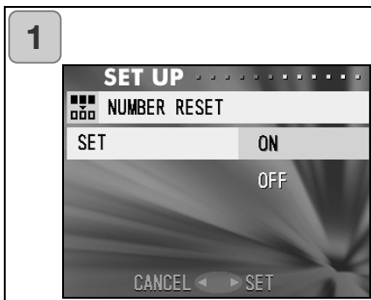 1
SET UP
NUMBER RESET
SET ON
OFF
CANCEL ◀ ▶ SET